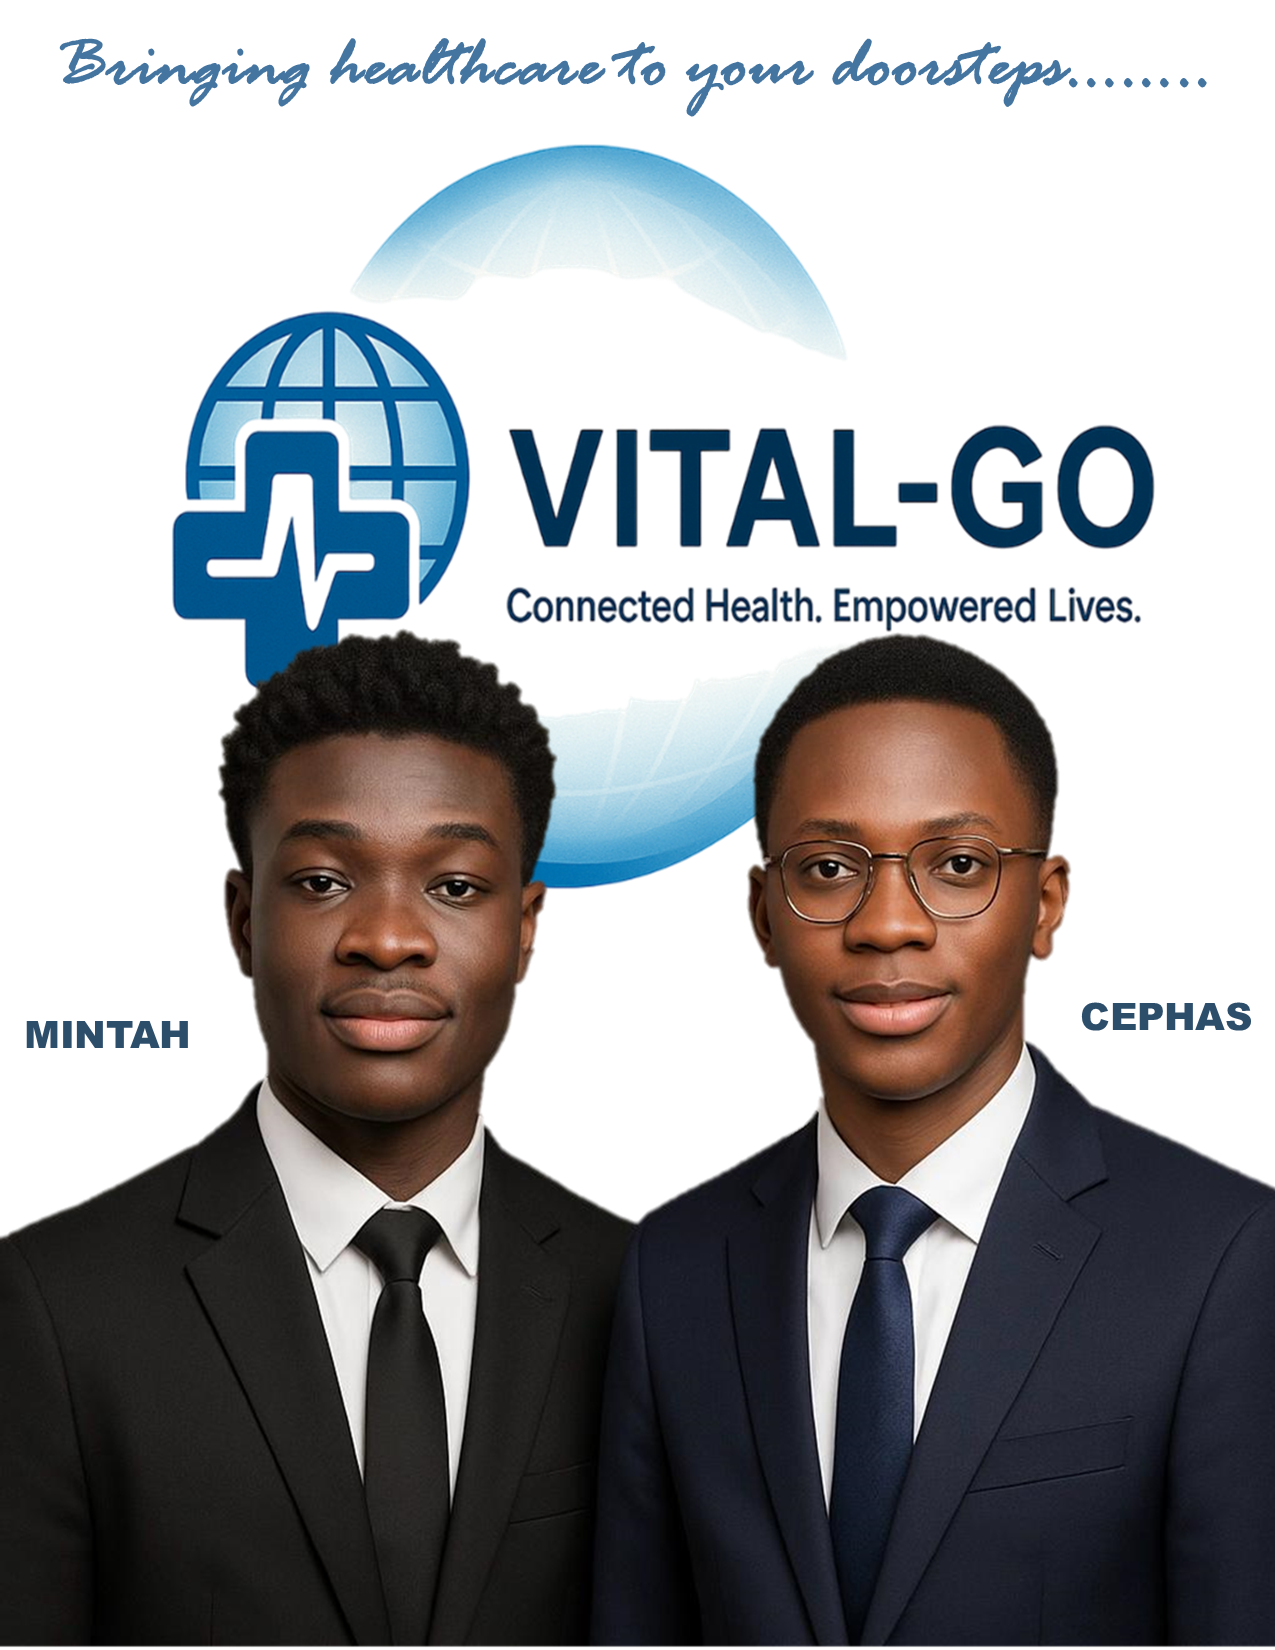 Bringing healthcare to your doorsteps........
VITAL-GO
Connected Health. Empowered Lives.
MINTAH
CEPHAS